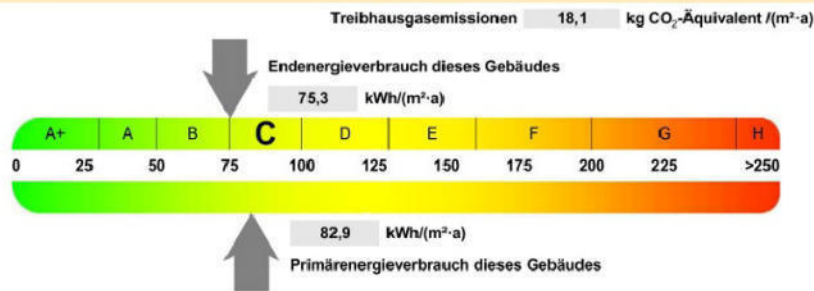 Treibhausgasemissionen 18,1 kg CO₂-Äquivalent /(m²·a)
Endenergieverbrauch dieses Gebäudes
75,3 kWh/(m²·a)
A+ A B C D E F G H
0 25 50 75 100 125 150 175 200 225 >250
82,9 kWh/(m²·a)
Primärenergieverbrauch dieses Gebäudes